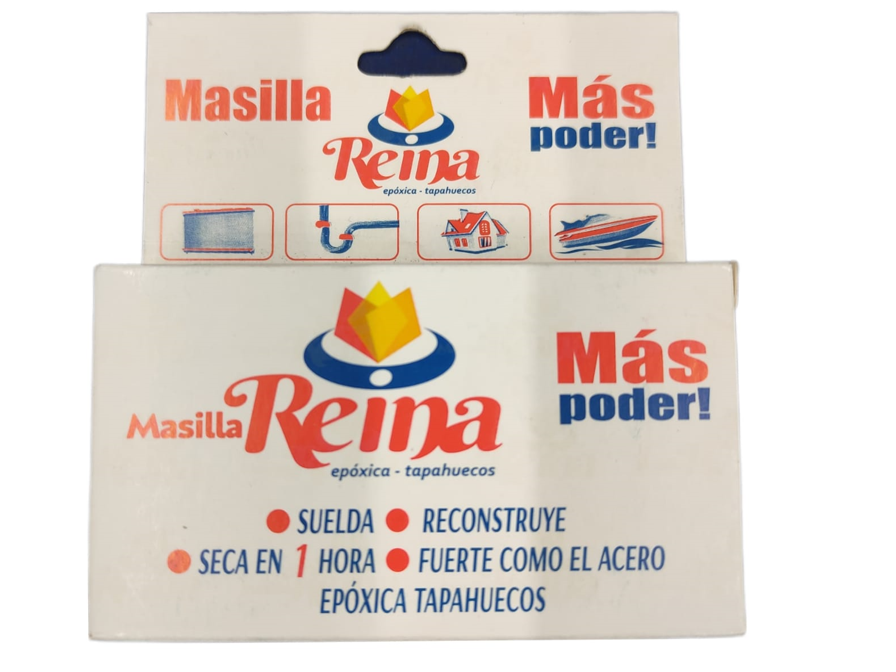 Masilla
Reina
epóxica - tapahuecos
Más
poder!
Masilla Reina
epóxica - tapahuecos
Más
poder!
● SUELDA ● RECONSTRUYE
● SECA EN 1 HORA ● FUERTE COMO EL ACERO
EPÓXICA TAPAHUECOS